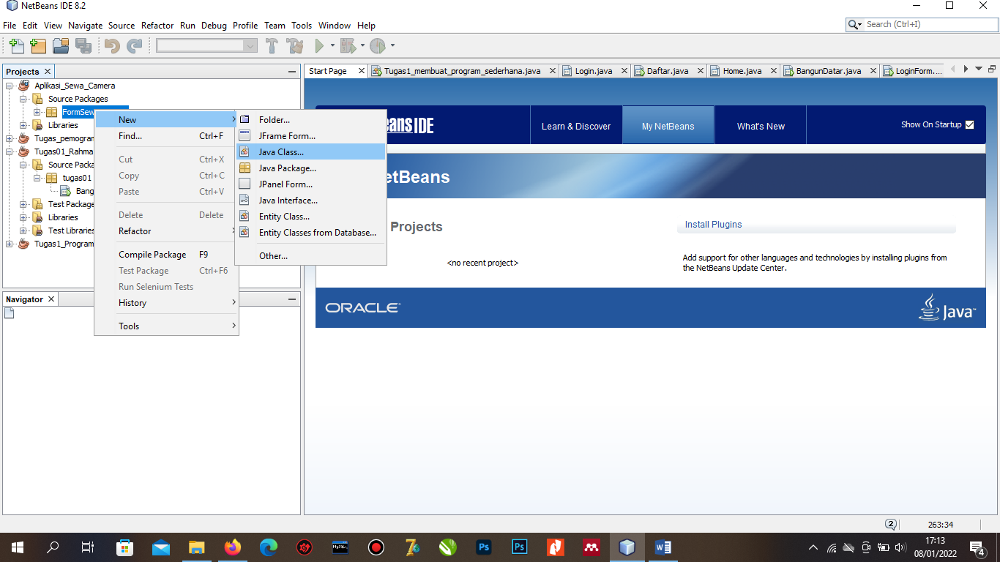 NetBeans IDE 8.2
File Edit View Navigate Source Refactor Run Debug Profile Team Tools Window Help
Search (Ctrl+I)
Projects
Aplikasi_Sewa_Camera
Source Packages
FormSew
Libraries
Tugas_pemogran
Tugas01_Rahma
Source Packa
tugas01
Bang
Test Package
Libraries
Test Libraries
Tugas1_Program
New
Find... Ctrl+F
Cut Ctrl+X
Copy Ctrl+C
Paste Ctrl+V
Delete Delete
Refactor
Compile Package F9
Test Package Ctrl+F6
Run Selenium Tests
History
Tools
Folder...
JFrame Form...
Java Class...
Java Package...
JPanel Form...
Java Interface...
Entity Class...
Entity Classes from Database...
Other...
Navigator
Start Page Tugas1_membuat_program_sederhana.java Login.java Daftar.java Home.java BangunDatar.java LoginForm....
eansIDE
Learn & Discover My NetBeans What's New
Show On Startup
etBeans
Projects
<no recent project>
Install Plugins
Add support for other languages and technologies by installing plugins from
the NetBeans Update Center.
ORACLE
Java
2
263:34
MySQL
7
Ps
Ps
17:13
08/01/2022
4